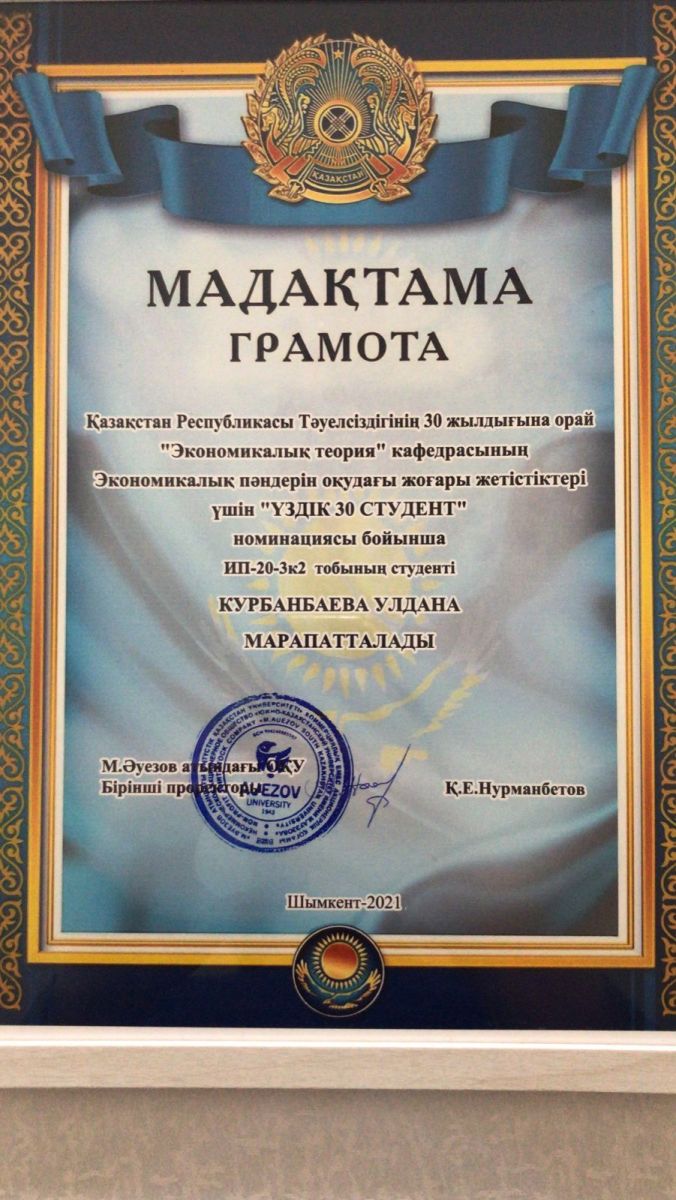 ҚАЗАҚСТАН
МАДАҚТАМА
ГРАМОТА
Қазақстан Республикасы Тәуелсіздігінің 30 жылдығына орай
"Экономикалық теория" кафедрасының
Экономикалық пәндерін оқудағы жоғары жетістіктері
үшін "ҮЗДІК 30 СТУДЕНТ"
номинациясы бойынша
ИП-20-3к2 тобының студенті
КУРБАНБАЕВА УЛДАНА
МАРАПАТТАЛАДЫ
М.Әуезов атындағы ОҚУ
Бірінші проректоры
Қ.Е.Нурманбетов
AUEZOV
UNIVERSITY
1943
Шымкент-2021